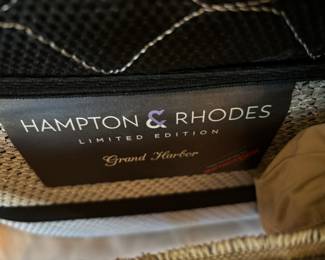 HAMPTON & RHODES
LIMITED EDITION
Grand Harbor